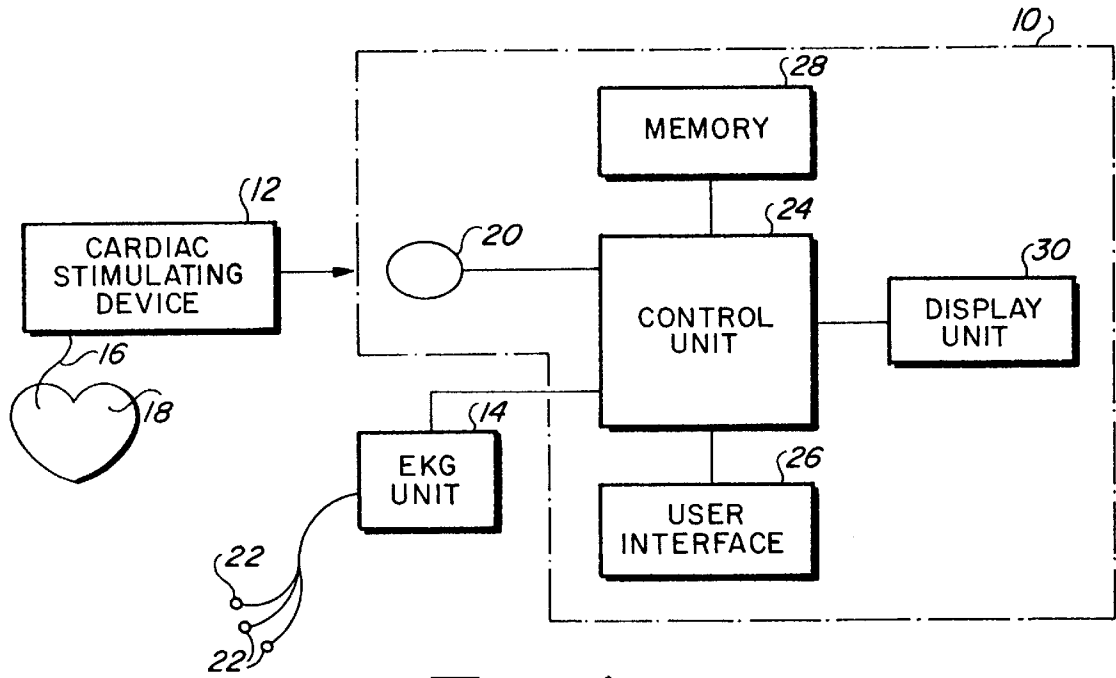 10
28
MEMORY
12
CARDIAC
STIMULATING
DEVICE
20
24
CONTROL
UNIT
30
DISPLAY
UNIT
16
18
14
EKG
UNIT
26
USER
INTERFACE
22
22